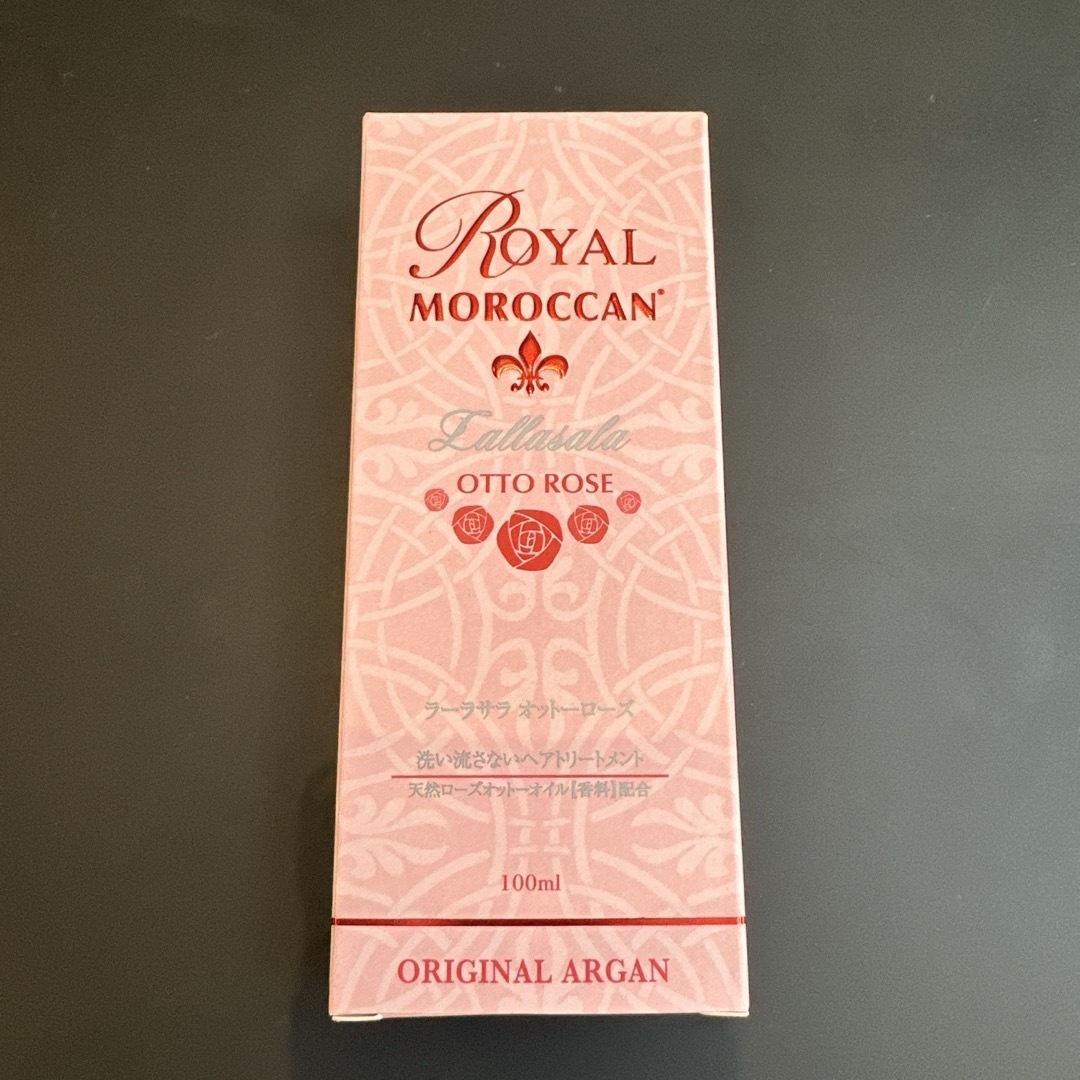 ROYAL
MOROCCAN®
Lallasala
OTTO ROSE
ラーラサラ オットーローズ
洗い流さないヘアトリートメント
天然ローズオットーオイル【香料】配合
100ml
ORIGINAL ARGAN